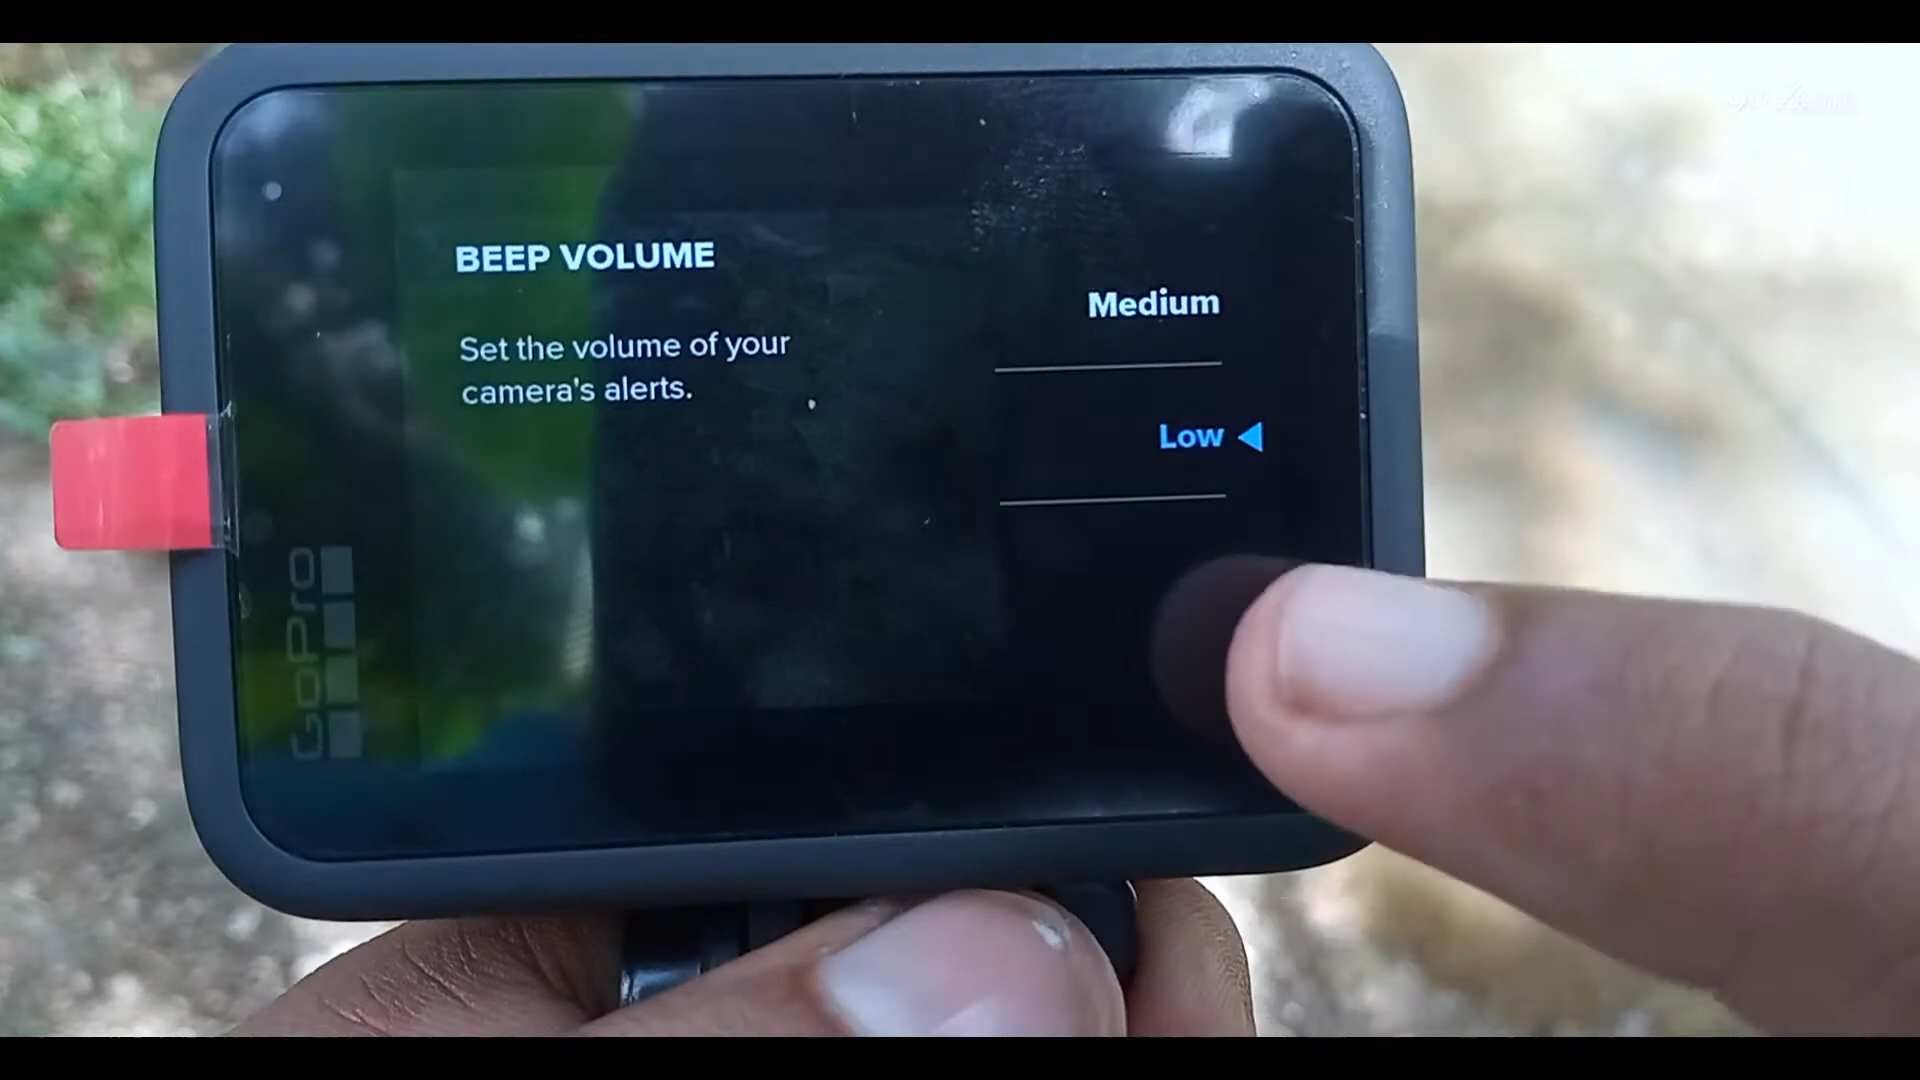 BEEP VOLUME
Set the volume of your
camera's alerts.
Medium
Low
GoPro